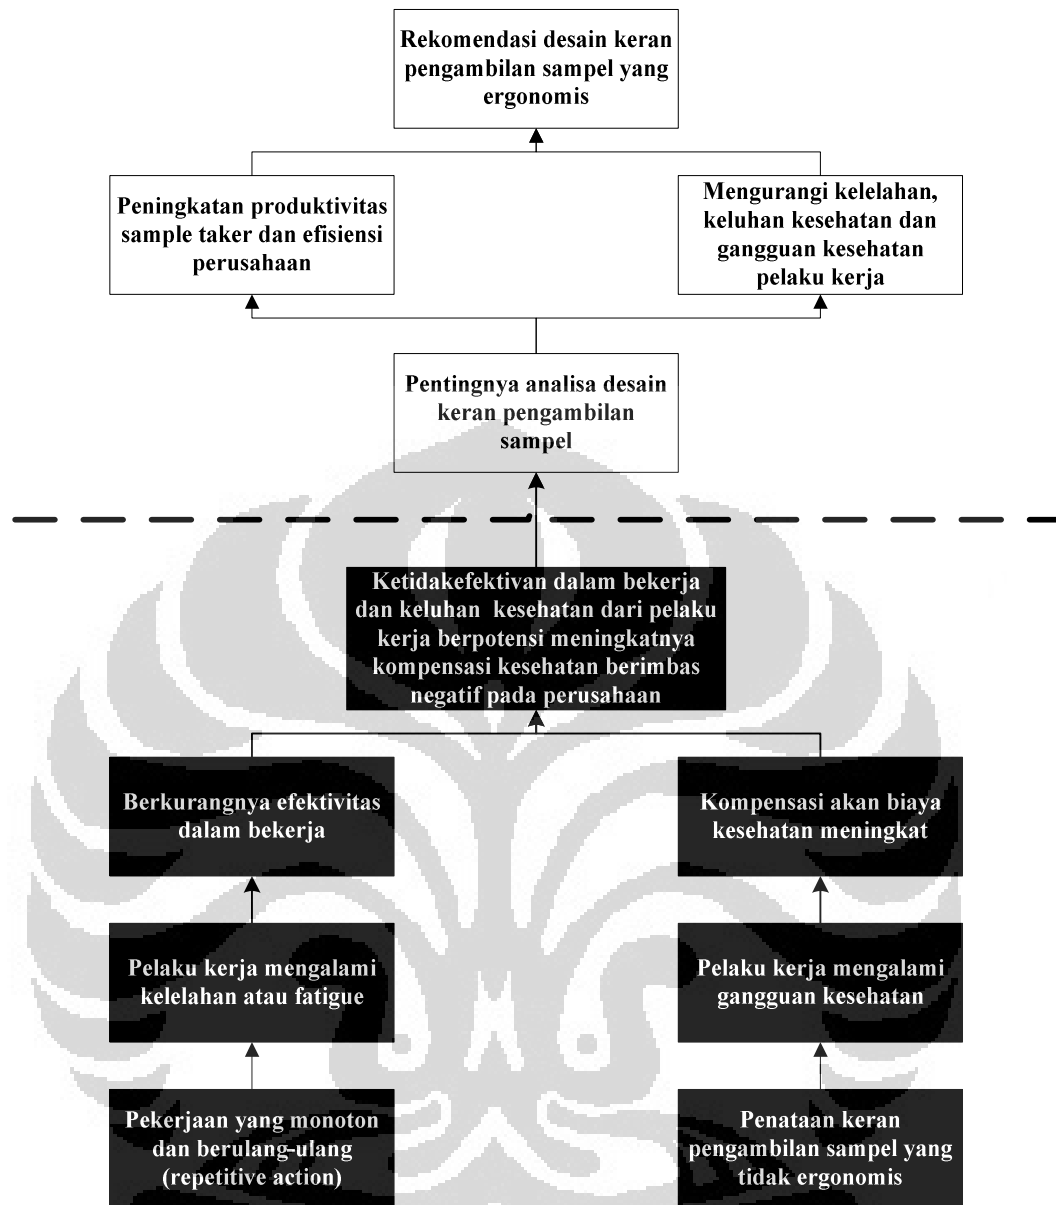 Rekomendasi desain keran
pengambilan sampel yang
ergonomis
Peningkatan produktivitas
sample taker dan efisiensi
perusahaan
Mengurangi kelelahan,
keluhan kesehatan dan
gangguan kesehatan
pelaku kerja
Pentingnya analisa desain
keran pengambilan
sampel
Ketidakefektivan dalam bekerja
dan keluhan  kesehatan dari pelaku
kerja berpotensi meningkatnya
kompensasi kesehatan berimbas
negatif pada perusahaan
Berkurangnya efektivitas
dalam bekerja
Kompensasi akan biaya
kesehatan meningkat
Pelaku kerja mengalami
kelelahan atau fatigue
Pelaku kerja mengalami
gangguan kesehatan
Pekerjaan yang monoton
dan berulang-ulang
(repetitive action)
Penataan keran
pengambilan sampel yang
tidak ergonomis